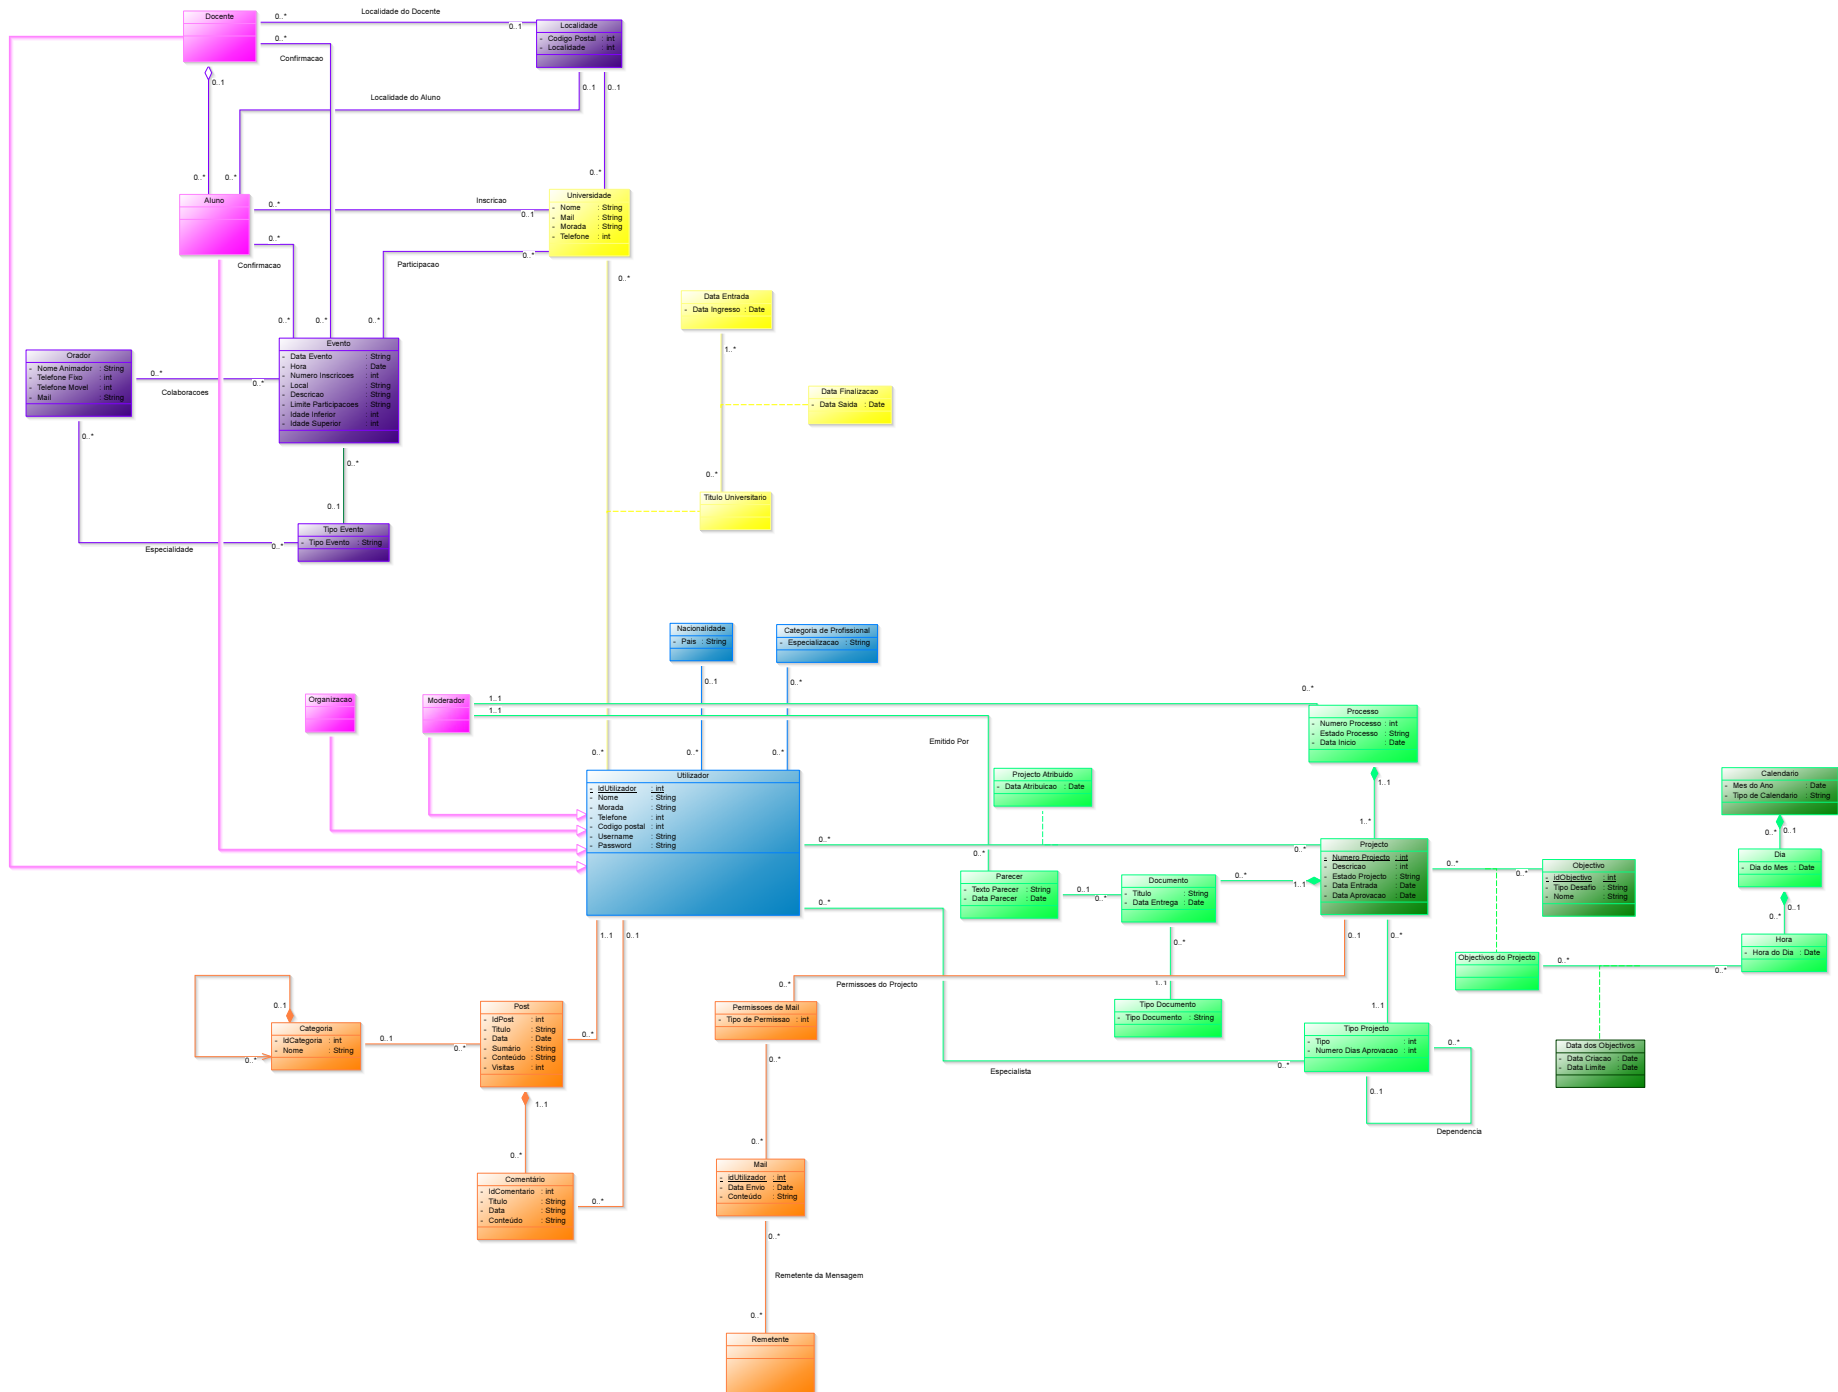 Docente
0..*
Localidade do Docente
0..1
0..*
Confirmacao
0..1
Localidade
- Codigo Postal : int
- Localidade : int
0..1
0..1
Localidade do Aluno
0..*
0..*
0..*
Aluno
0..*
Inscricao
0..1
Universidade
- Nome : String
- Mail : String
- Morada : String
- Telefone : int
0..*
Confirmacao
Participacao
0..*
0..*
0..*
0..*
0..*
Data Entrada
- Data Ingresso : Date
1..*
Data Finalizacao
- Data Saida : Date
0..*
Titulo Universitario
Orador
- Nome Animador : String
- Telefone Fixo : int
- Telefone Movel : int
- Mail : String
0..*
Colaboracoes
0..*
0..*
Evento
- Data Evento : String
- Hora : Date
- Numero Inscricoes : int
- Local : String
- Descricao : String
- Limite Participacoes : String
- Idade Inferior : int
- Idade Superior : int
0..*
0..1
Tipo Evento
- Tipo Evento : String
Especialidade
0..*
Nacionalidade
- Pais : String
0..1
Categoria de Profissional
- Especializacao : String
0..*
Organizacao
Moderador
1..1
1..1
0..*
0..*
0..*
0..*
Utilizador
- IdUtilizador : int
- Nome : String
- Morada : String
- Telefone : int
- Codigo postal : int
- Username : String
- Password : String
0..*
0..*
1..1
0..1
Emitido Por
Processo
- Numero Processo : int
- Estado Processo : String
- Data Inicio : Date
1..1
1..*
Projecto Atribuido
- Data Atribuicao : Date
0..*
0..*
Parecer
- Texto Parecer : String
- Data Parecer : Date
0..1
0..*
Documento
- Titulo : String
- Data Entrega : Date
0..*
1..1
0..*
1..1
Tipo Documento
- Tipo Documento : String
Projecto
- Numero Projecto : int
- Descricao : int
- Estado Projecto : String
- Data Entrada : Date
- Data Aprovacao : Date
0..*
0..*
0..1
0..*
Objectivo
- idObjectivo : int
- Tipo Desafio : String
- Nome : String
Calendario
- Mes do Ano : Date
- Tipo de Calendario : String
0..*
0..1
Dia
- Dia do Mes : Date
0..*
0..1
Hora
- Hora do Dia : Date
0..*
Objectivos do Projecto
0..*
Data dos Objectivos
- Data Criacao : Date
- Data Limite : Date
1..1
Tipo Projecto
- Tipo : int
- Numero Dias Aprovacao : int
0..*
0..*
0..1
Dependencia
Especialista
Permissoes do Projecto
0..*
Permissoes de Mail
- Tipo de Permissao : int
0..*
0..*
Mail
- idUtilizador : int
- Data Envio : Date
- Conteúdo : String
0..*
Remetente da Mensagem
0..*
Remetente
0..1
Categoria
- IdCategoria : int
- Nome : String
0..*
0..1
0..*
Post
- IdPost : int
- Titulo : String
- Data : Date
- Sumário : String
- Conteúdo : String
- Visitas : int
0..*
1..1
0..*
Comentário
- IdComentario : int
- Titulo : String
- Data : String
- Conteúdo : String
0..*